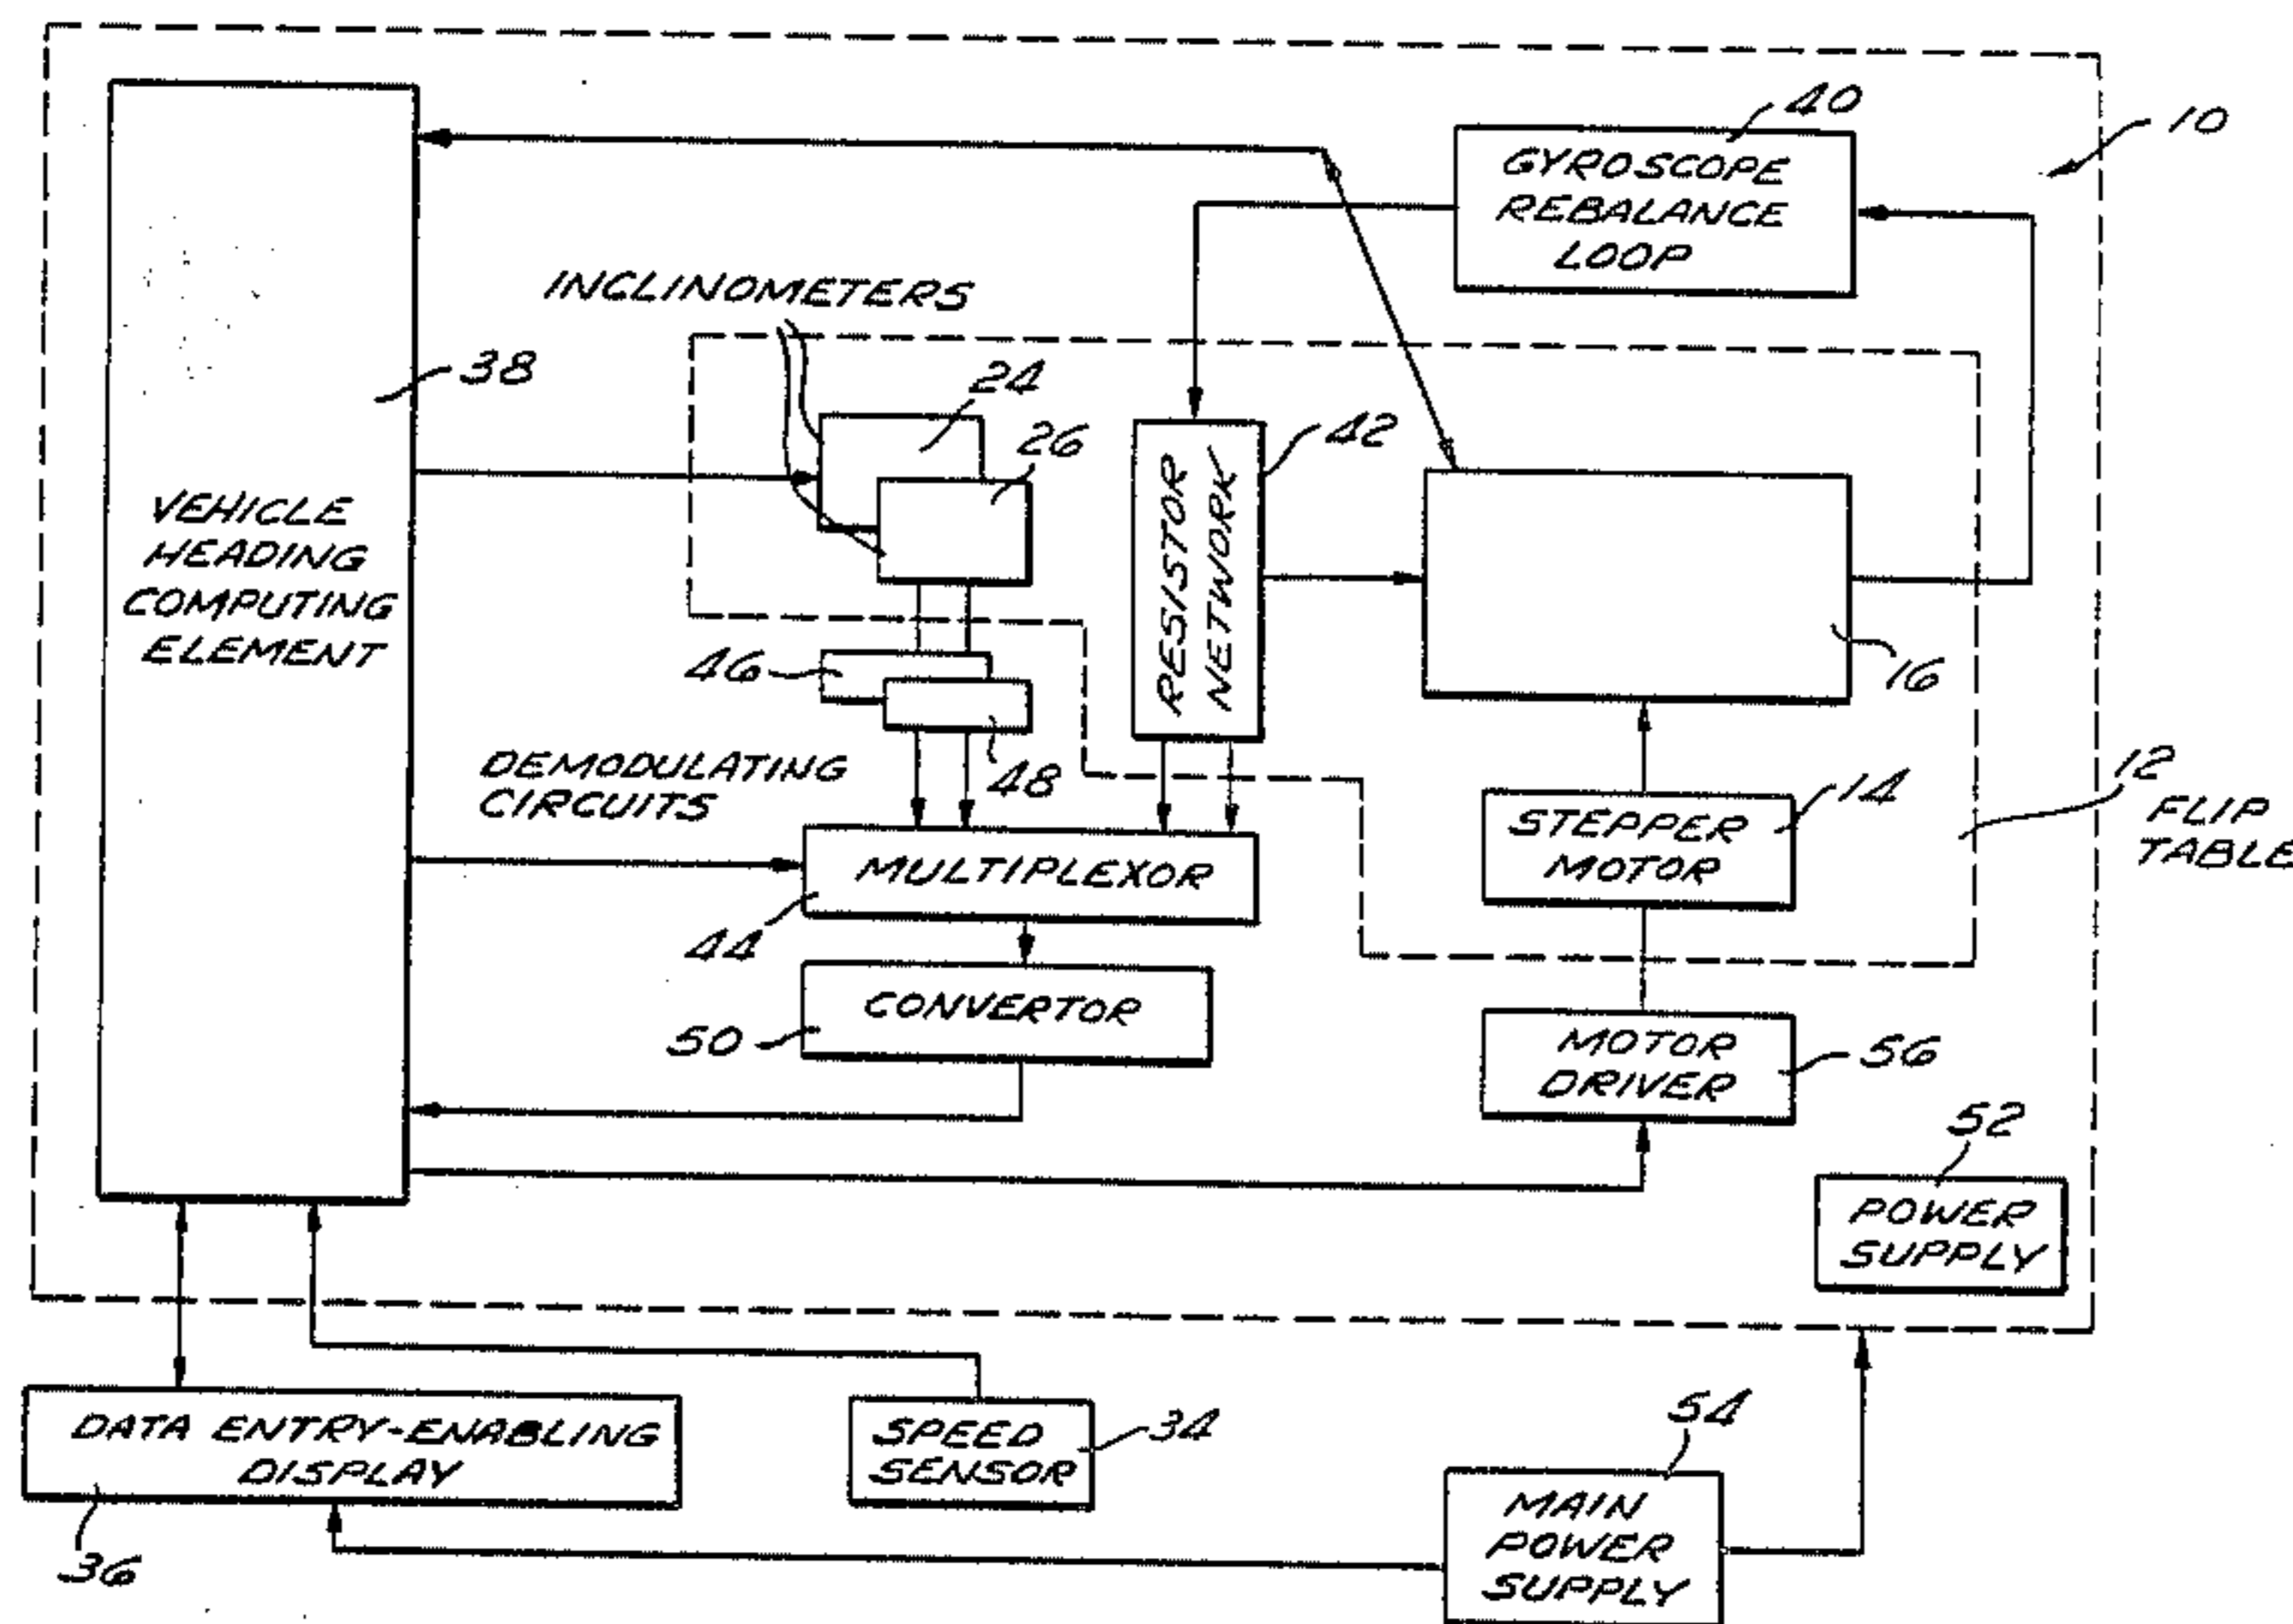 40
10
GYROSCOPE
REBALANCE
LOOP
INCLINOMETERS
38
24
26
42
VEHICLE
HEADING
COMPUTING
ELEMENT
RESISTOR
NETWORK
46
48
16
DEMODULATING
CIRCUITS
12
FLIP
TABLE
14
STEPPER
MOTOR
MULTIPLEXOR
44
CONVERTOR
50
MOTOR
DRIVER
56
52
POWER
SUPPLY
DATA ENTRY-ENABLING
DISPLAY
36
SPEED
SENSOR
34
54
MAIN
POWER
SUPPLY